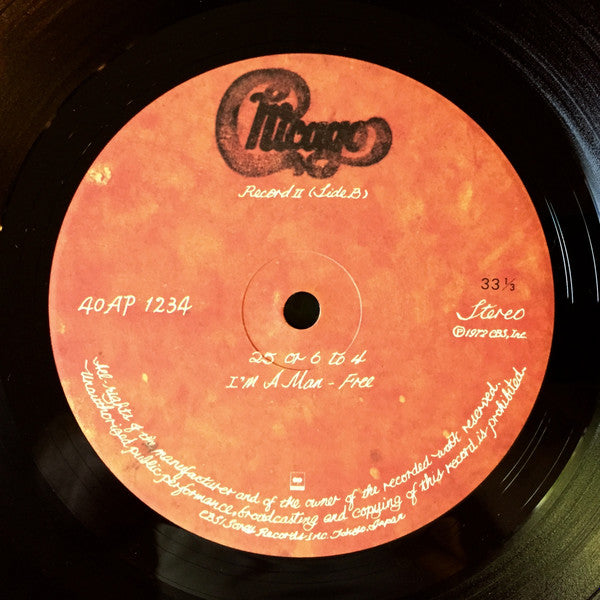 Chicago
Record II (Side B)
33 1/3
40AP 1234
Stereo
℗ 1972 CBS, Inc.
25 or 6 to 4
I'm A Man - Free
All-rights of the manufacturer and of the owner of the recorded work reserved.
Unauthorized public performance, broadcasting and copying of this record is prohibited.
CBS/Sony Records Inc. Tokyo, Japan